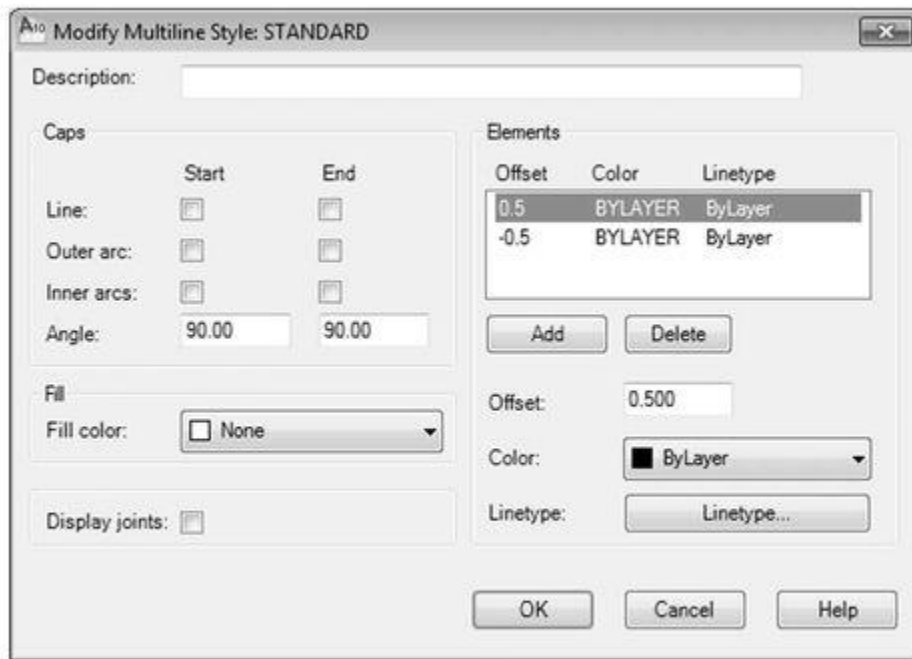 A10 Modify Multiline Style: STANDARD
Description:
Caps
Start End
Line:
Outer arc:
Inner arcs:
Angle: 90.00 90.00
Fill
Fill color: None
Display joints:
Elements
Offset Color Linetype
0.5 BYLAYER ByLayer
-0.5 BYLAYER ByLayer
Add Delete
Offset: 0.500
Color: ByLayer
Linetype: Linetype...
OK Cancel Help